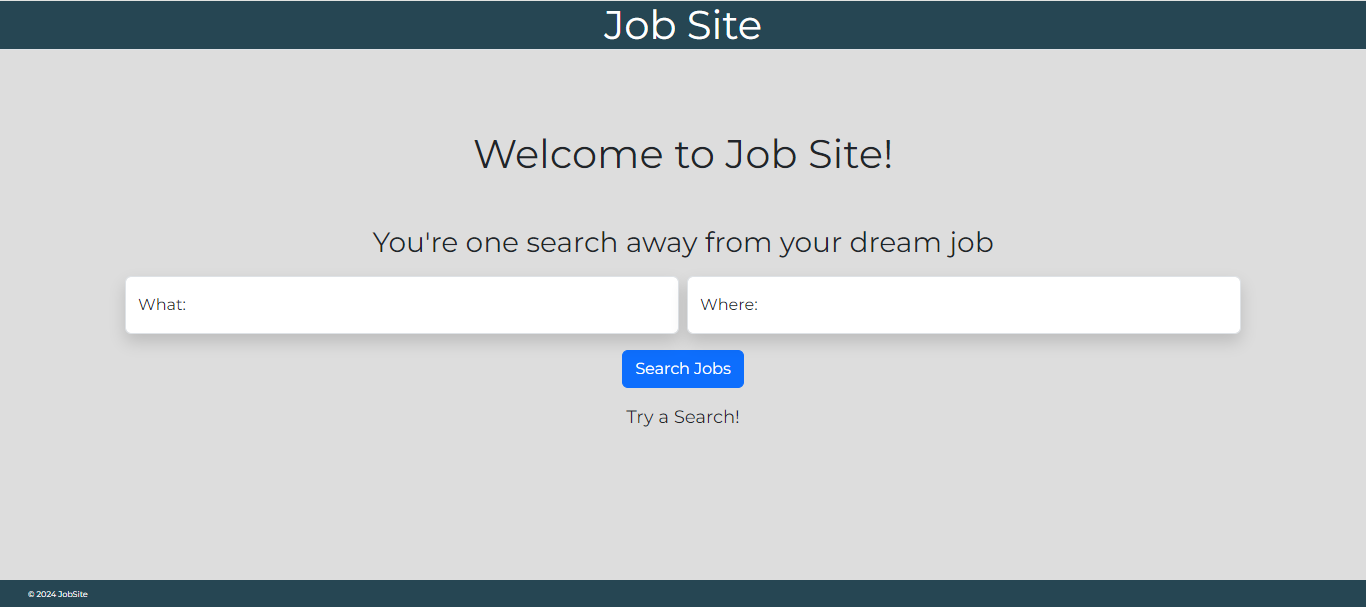 Job Site
Welcome to Job Site!
You're one search away from your dream job
What:
Where:
Search Jobs
Try a Search!
© 2024 JobSite